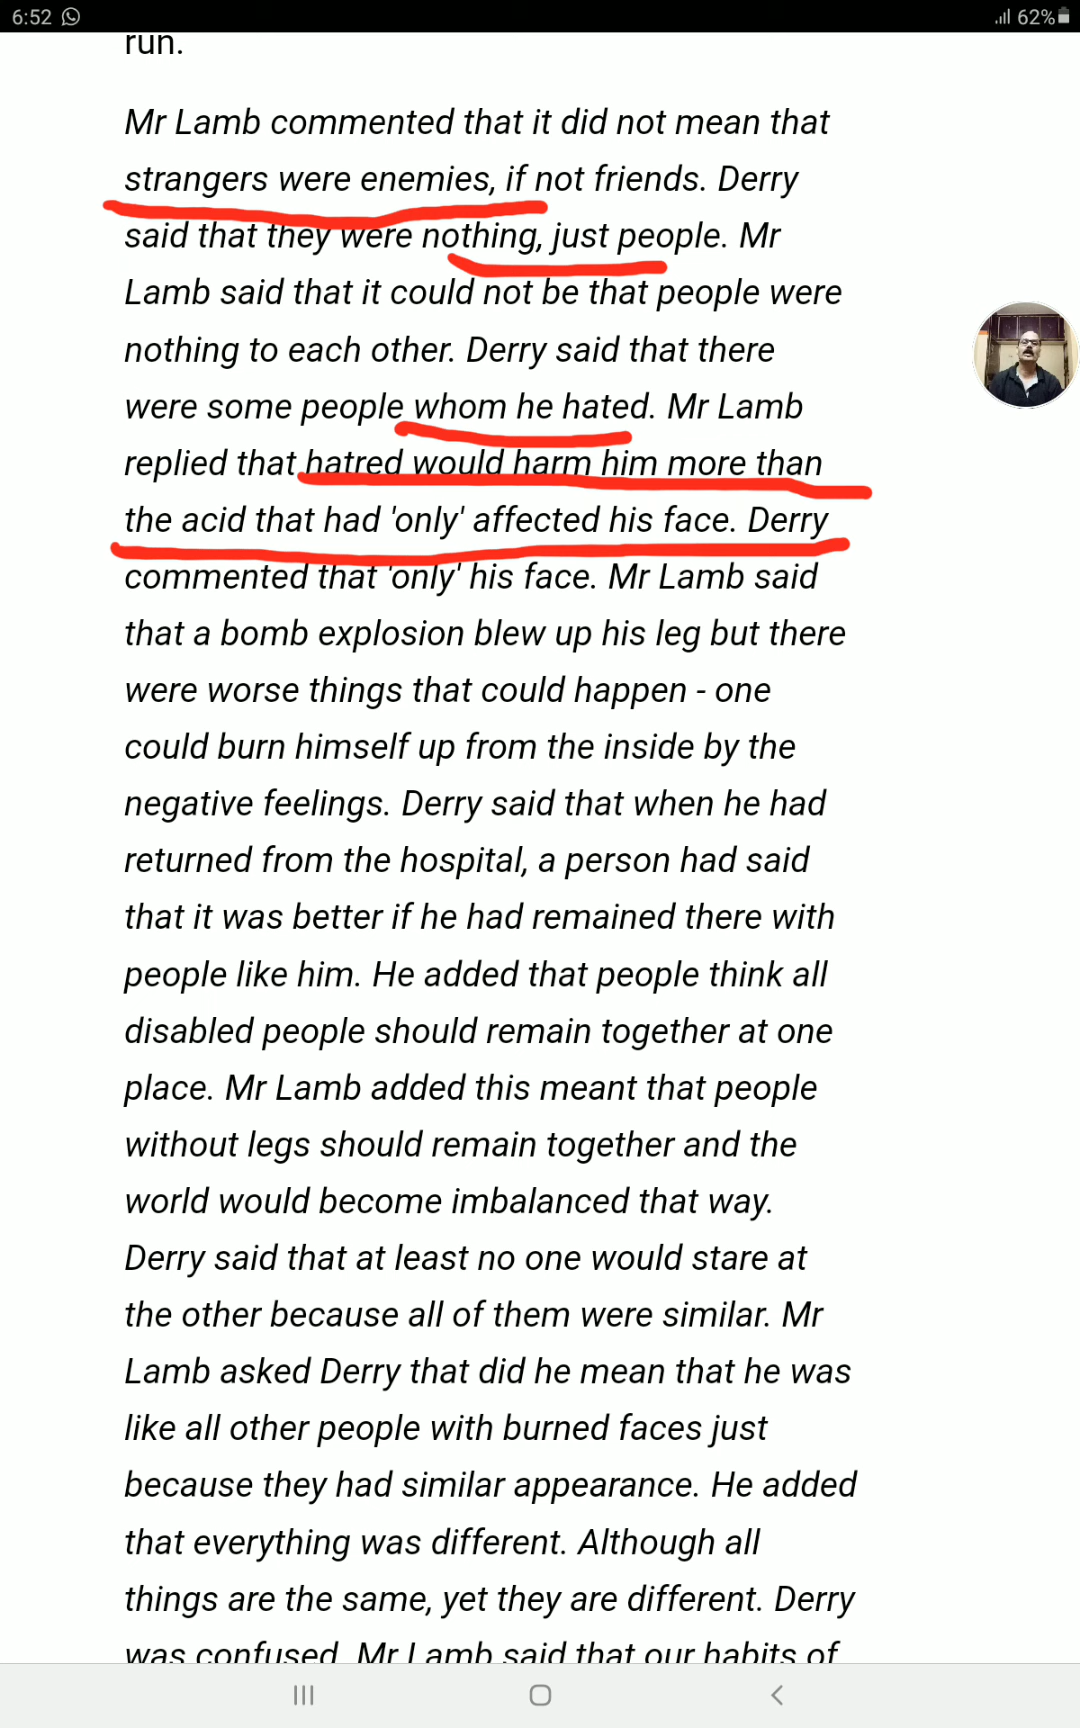 6:52 62%
run.
Mr Lamb commented that it did not mean that
strangers were enemies, if not friends. Derry
said that they were nothing, just people. Mr
Lamb said that it could not be that people were
nothing to each other. Derry said that there
were some people whom he hated. Mr Lamb
replied that hatred would harm him more than
the acid that had 'only' affected his face. Derry
commented that 'only' his face. Mr Lamb said
that a bomb explosion blew up his leg but there
were worse things that could happen - one
could burn himself up from the inside by the
negative feelings. Derry said that when he had
returned from the hospital, a person had said
that it was better if he had remained there with
people like him. He added that people think all
disabled people should remain together at one
place. Mr Lamb added this meant that people
without legs should remain together and the
world would become imbalanced that way.
Derry said that at least no one would stare at
the other because all of them were similar. Mr
Lamb asked Derry that did he mean that he was
like all other people with burned faces just
because they had similar appearance. He added
that everything was different. Although all
things are the same, yet they are different. Derry
was confused. Mr Lamb said that our habits of